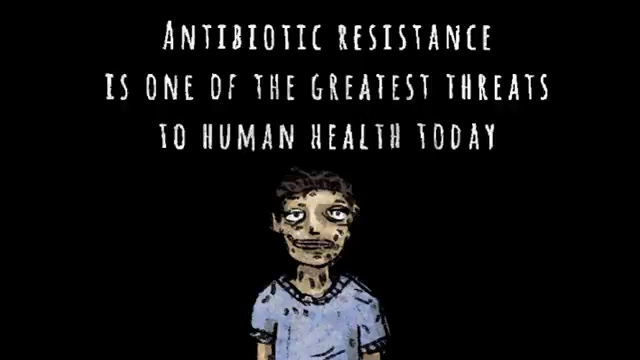 ANTIBIOTIC RESISTANCE
IS ONE OF THE GREATEST THREATS
TO HUMAN HEALTH TODAY